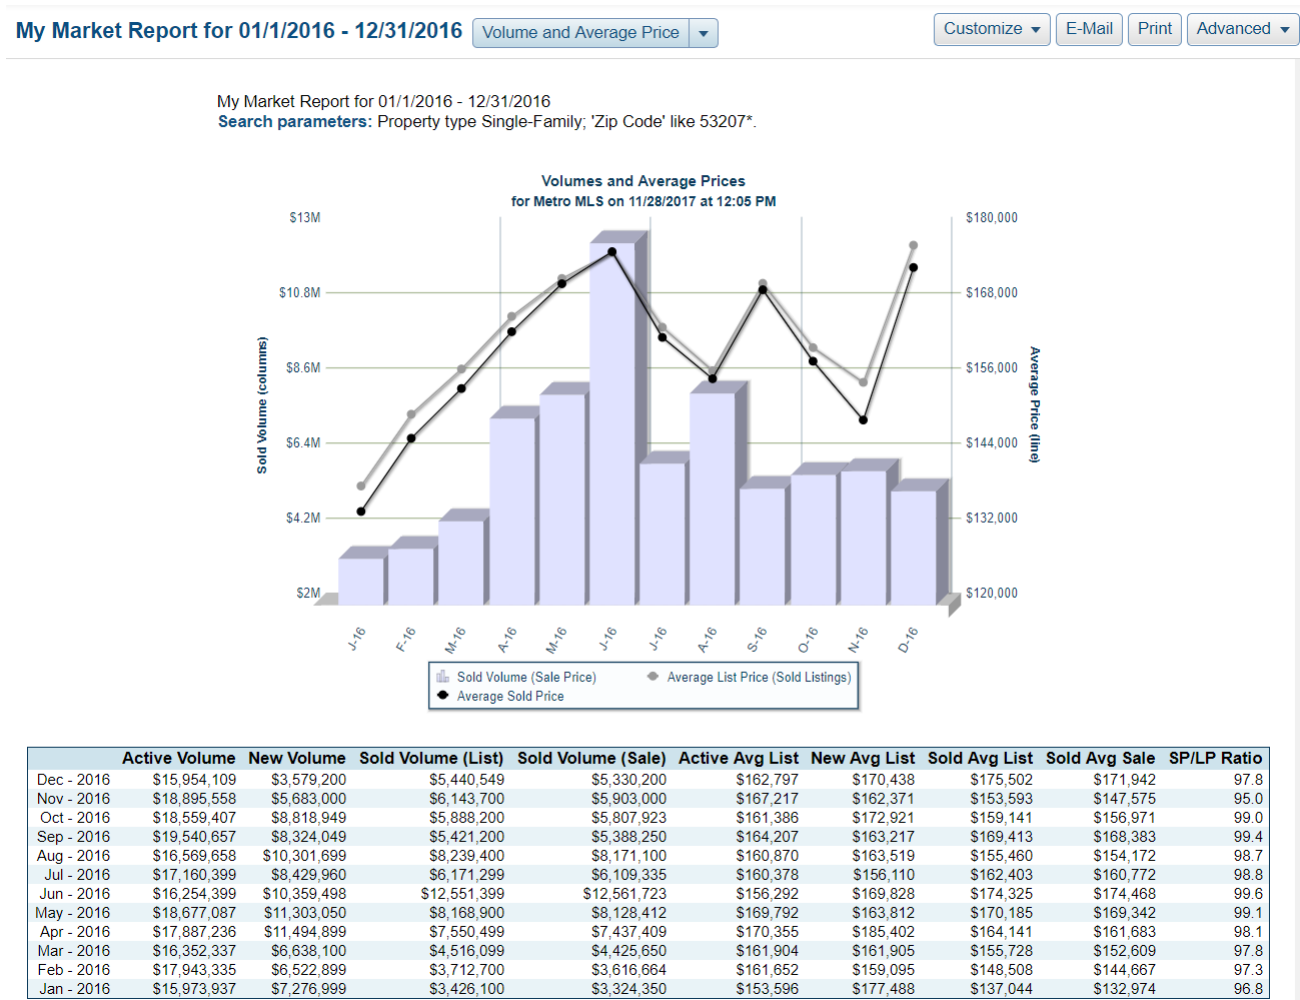 My Market Report for 01/1/2016 - 12/31/2016 Volume and Average Price Customize E-Mail Print Advanced
My Market Report for 01/1/2016 - 12/31/2016
Search parameters: Property type Single-Family; 'Zip Code' like 53207*.
Volumes and Average Prices
for Metro MLS on 11/28/2017 at 12:05 PM
$13M $180,000
$10.8M $168,000
$8.6M $156,000
$6.4M $144,000
$4.2M $132,000
$2M $120,000
Sold Volume (columns)
Average Price (line)
J-16 F-16 M-16 A-16 M-16 J-16 J-16 A-16 S-16 O-16 N-16 D-16
Sold Volume (Sale Price) Average List Price (Sold Listings)
Average Sold Price
Active Volume New Volume Sold Volume (List) Sold Volume (Sale) Active Avg List New Avg List Sold Avg List Sold Avg Sale SP/LP Ratio
Dec - 2016 $15,954,109 $3,579,200 $5,440,549 $5,330,200 $162,797 $170,438 $175,502 $171,942 97.8
Nov - 2016 $18,895,558 $5,683,000 $6,143,700 $5,903,000 $167,217 $162,371 $153,593 $147,575 95.0
Oct - 2016 $18,559,407 $8,818,949 $5,888,200 $5,807,923 $161,386 $172,921 $159,141 $156,971 99.0
Sep - 2016 $19,540,657 $8,324,049 $5,421,200 $5,388,250 $164,207 $163,217 $169,413 $168,383 99.4
Aug - 2016 $16,569,658 $10,301,699 $8,239,400 $8,171,100 $160,870 $163,519 $155,460 $154,172 98.7
Jul - 2016 $17,160,399 $8,429,960 $6,171,299 $6,109,335 $160,378 $156,110 $162,403 $160,772 98.8
Jun - 2016 $16,254,399 $10,359,498 $12,551,399 $12,561,723 $156,292 $169,828 $174,325 $174,468 99.6
May - 2016 $18,677,087 $11,303,050 $8,168,900 $8,128,412 $169,792 $163,812 $170,185 $169,342 99.1
Apr - 2016 $17,887,236 $11,494,899 $7,550,499 $7,437,409 $170,355 $185,402 $164,141 $161,683 98.1
Mar - 2016 $16,352,337 $6,638,100 $4,516,099 $4,425,650 $161,904 $161,905 $155,728 $152,609 97.8
Feb - 2016 $17,943,335 $6,522,899 $3,712,700 $3,616,664 $161,652 $159,095 $148,508 $144,667 97.3
Jan - 2016 $15,973,937 $7,276,999 $3,426,100 $3,324,350 $153,596 $177,488 $137,044 $132,974 96.8